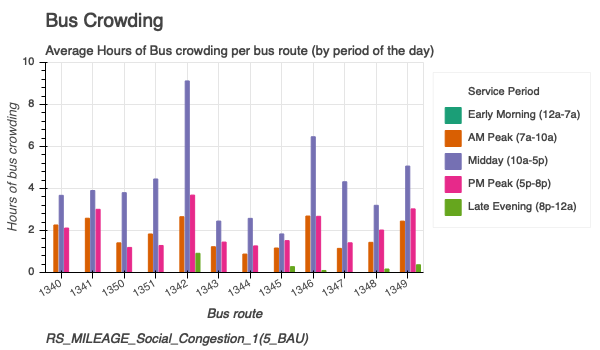 Bus Crowding
Average Hours of Bus crowding per bus route (by period of the day)
10
8
6
4
2
0
Hours of bus crowding
1340
1341
1350
1351
1342
1343
1344
1345
1346
1347
1348
1349
Bus route
Service Period
Early Morning (12a-7a)
AM Peak (7a-10a)
Midday (10a-5p)
PM Peak (5p-8p)
Late Evening (8p-12a)
RS_MILEAGE_Social_Congestion_1(5_BAU)